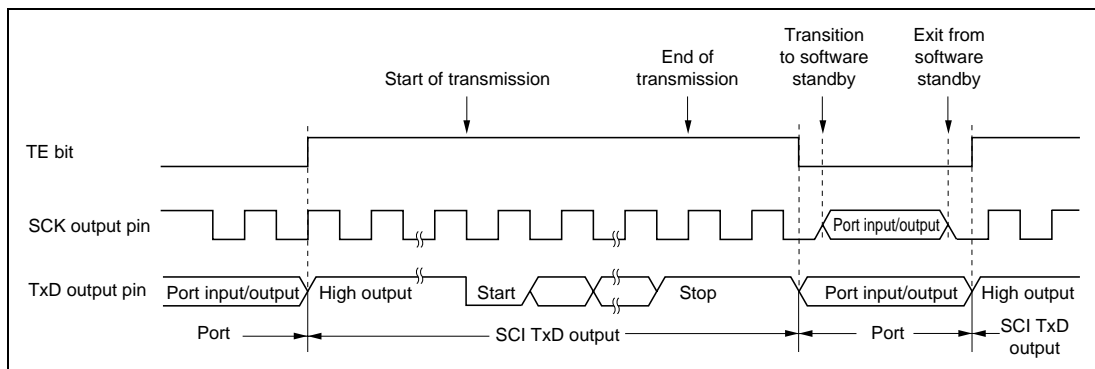 Transition
to software
standby
Exit from
software
standby
End of
transmission
Start of transmission
TE bit
SCK output pin
Port input/output
TxD output pin
Port input/output
High output
Start
Stop
Port input/output
High output
Port
SCI TxD output
Port
SCI TxD
output